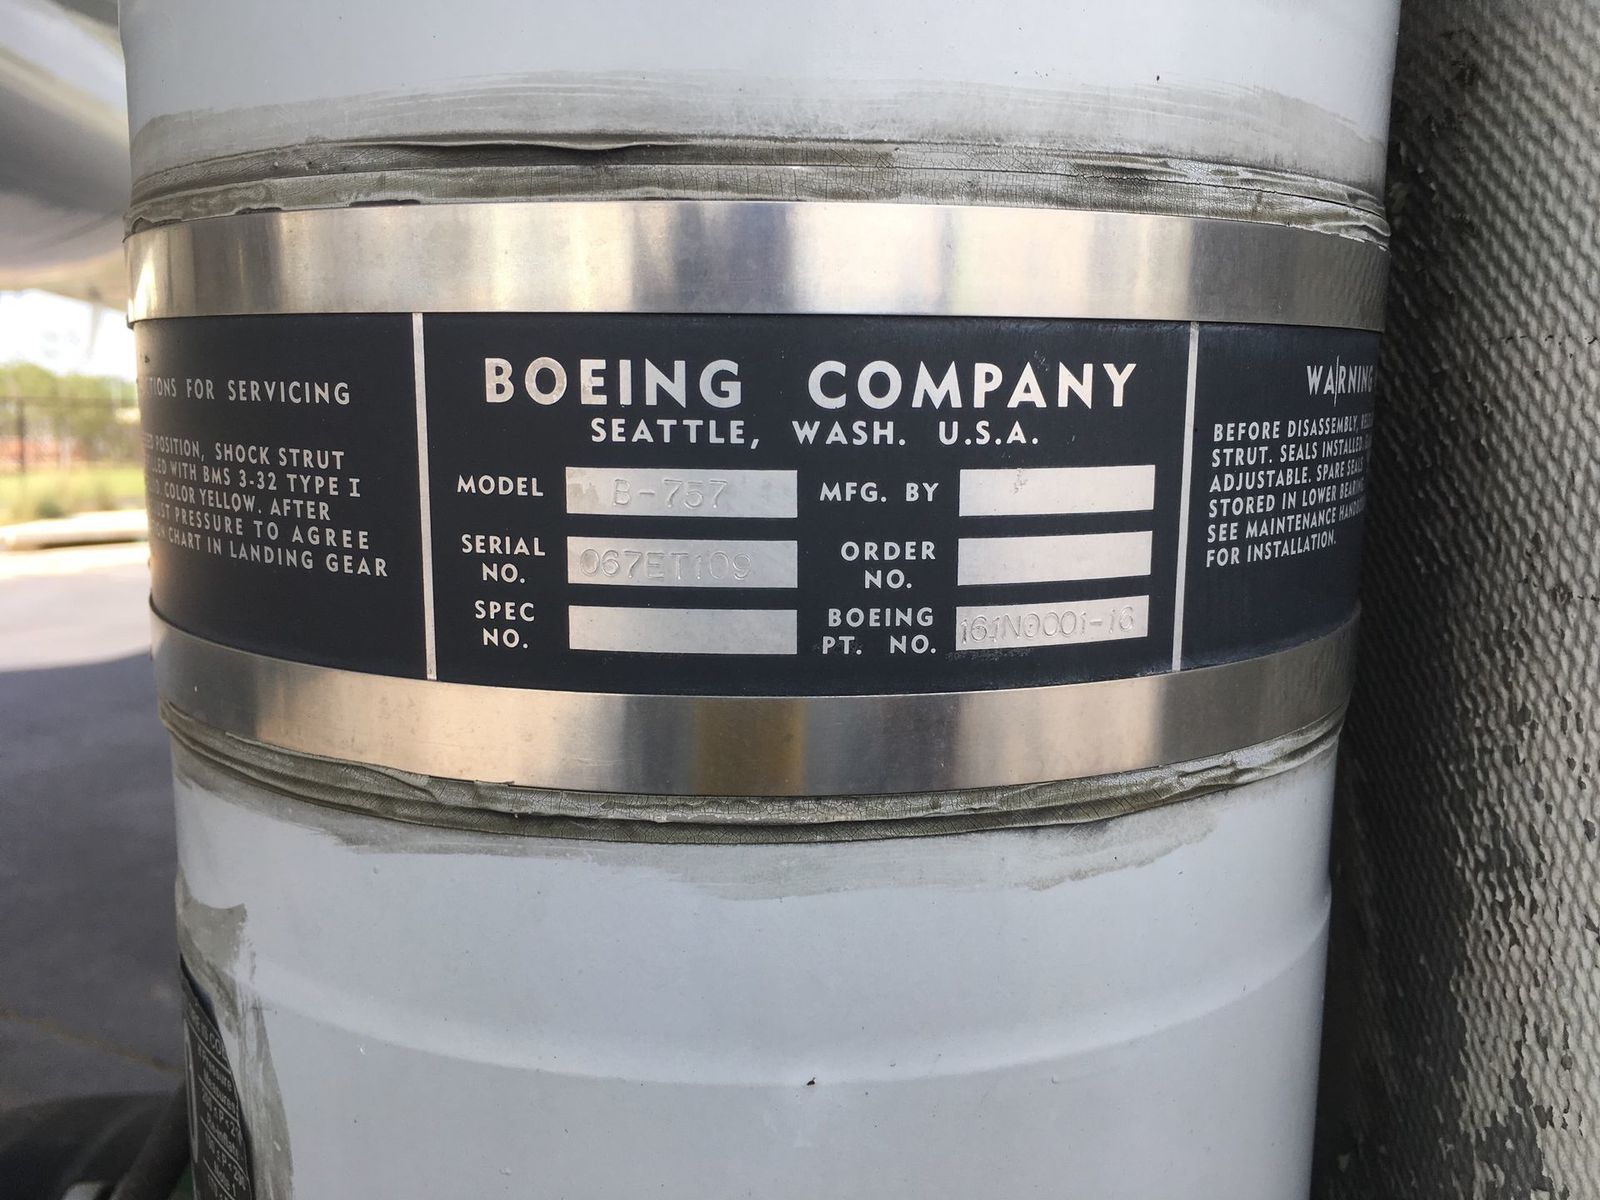 FOR SERVICING
POSITION, SHOCK STRUT
WITH BMS 3-32 TYPE I
COLOR YELLOW. AFTER
PRESSURE TO AGREE
CHART IN LANDING GEAR
BOEING COMPANY
SEATTLE, WASH. U.S.A.
MODEL B-757 MFG. BY
SERIAL NO. 067ET109 ORDER NO.
SPEC NO. BOEING PT. NO. 161N0001-16
WARNING
BEFORE DISASSEMBLY,
STRUT. SEALS INSTALLED
ADJUSTABLE. SPARE SEALS
STORED IN LOWER BEARING
SEE MAINTENANCE
FOR INSTALLATION.